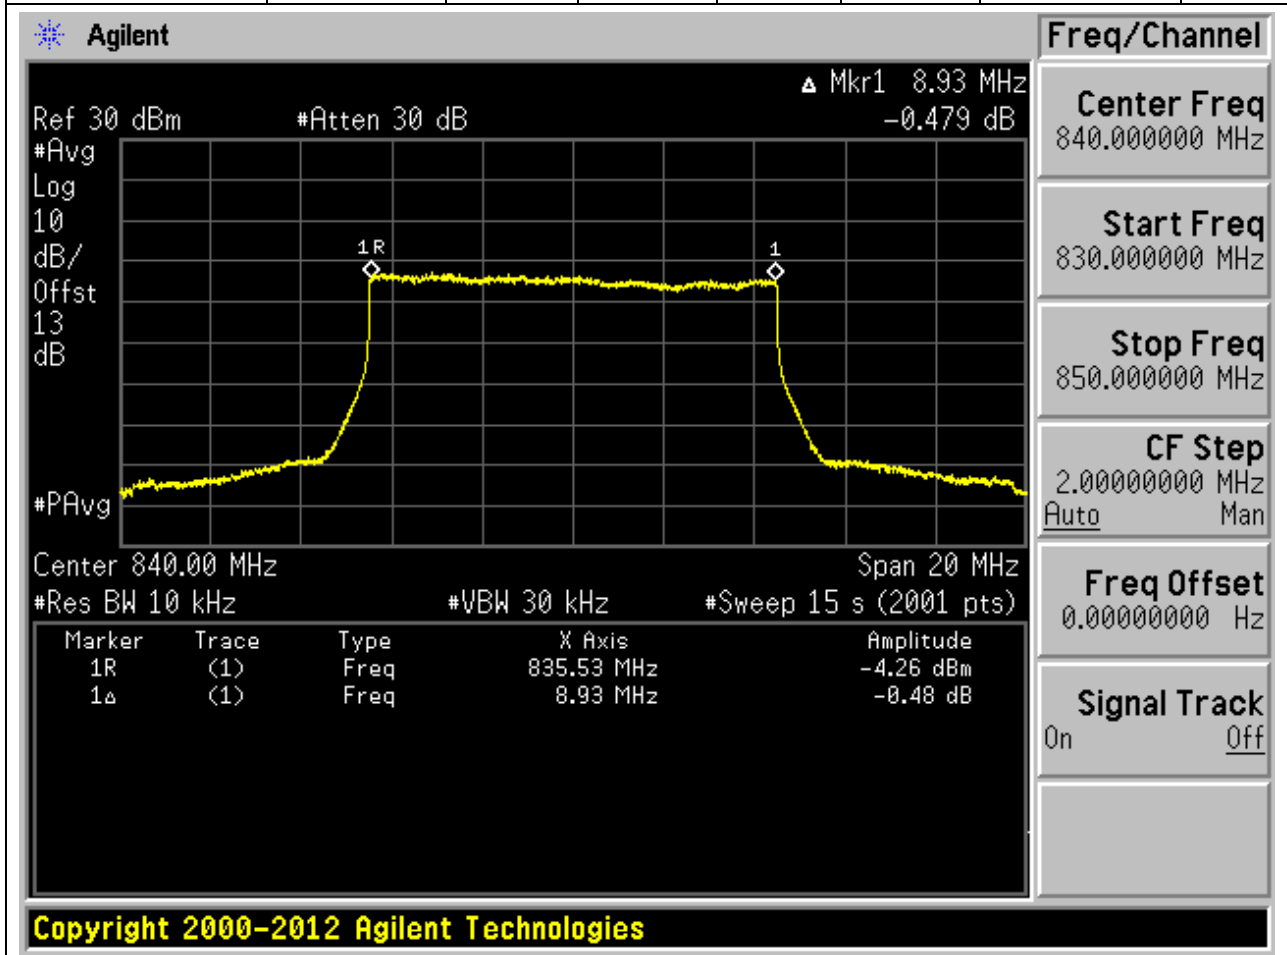 Agilent
Freq/Channel
▵ Mkr1 8.93 MHz
Ref 30 dBm #Atten 30 dB −0.479 dB
#Avg
Log
10
dB/
Offst
13
dB
1R
1
#PAvg
Center 840.00 MHz Span 20 MHz
#Res BW 10 kHz #VBW 30 kHz #Sweep 15 s (2001 pts)
Marker Trace Type X Axis Amplitude
1R (1) Freq 835.53 MHz −4.26 dBm
1▵ (1) Freq 8.93 MHz −0.48 dB
Center Freq
840.000000 MHz
Start Freq
830.000000 MHz
Stop Freq
850.000000 MHz
CF Step
2.00000000 MHz
Auto Man
Freq Offset
0.00000000 Hz
Signal Track
On Off
Copyright 2000–2012 Agilent Technologies